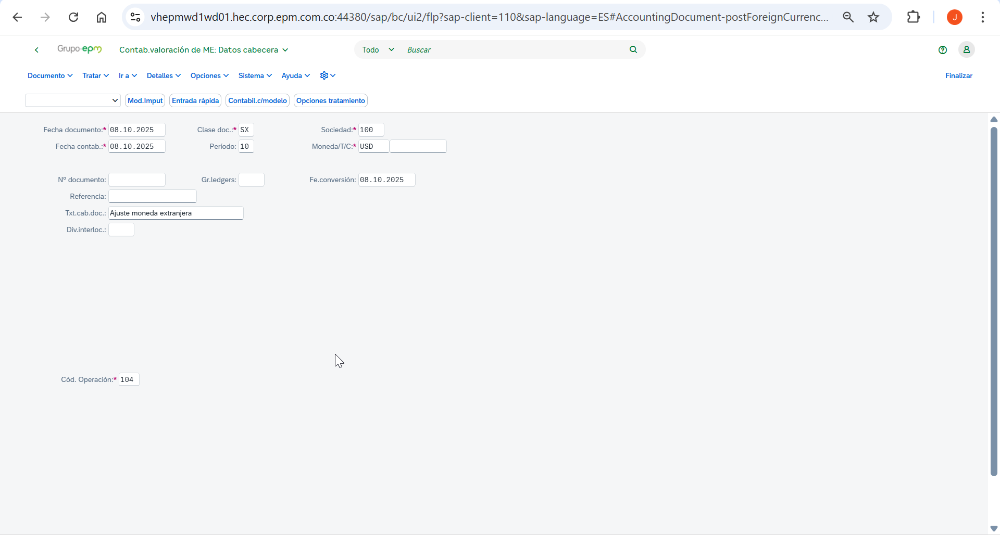 vhepmwd1wd01.hec.corp.epm.com.co:44380/sap/bc/ui2/flp?sap-client=110&sap-language=ES#AccountingDocument-postForeignCurrenc...
J
Grupo·epm
Contab.valoración de ME: Datos cabecera
Todo
Buscar
Documento
Tratar
Ir a
Detalles
Opciones
Sistema
Ayuda
Finalizar
Mod.Imput
Entrada rápida
Contabil.c/modelo
Opciones tratamiento
Fecha documento:* 08.10.2025 Clase doc.:* SX Sociedad:* 100
Fecha contab.:* 08.10.2025 Período: 10 Moneda/T/C:* USD
Nº documento: Gr.ledgers: Fe.conversión: 08.10.2025
Referencia:
Txt.cab.doc.: Ajuste moneda extranjera
Div.interloc.:
Cód. Operación:* 104